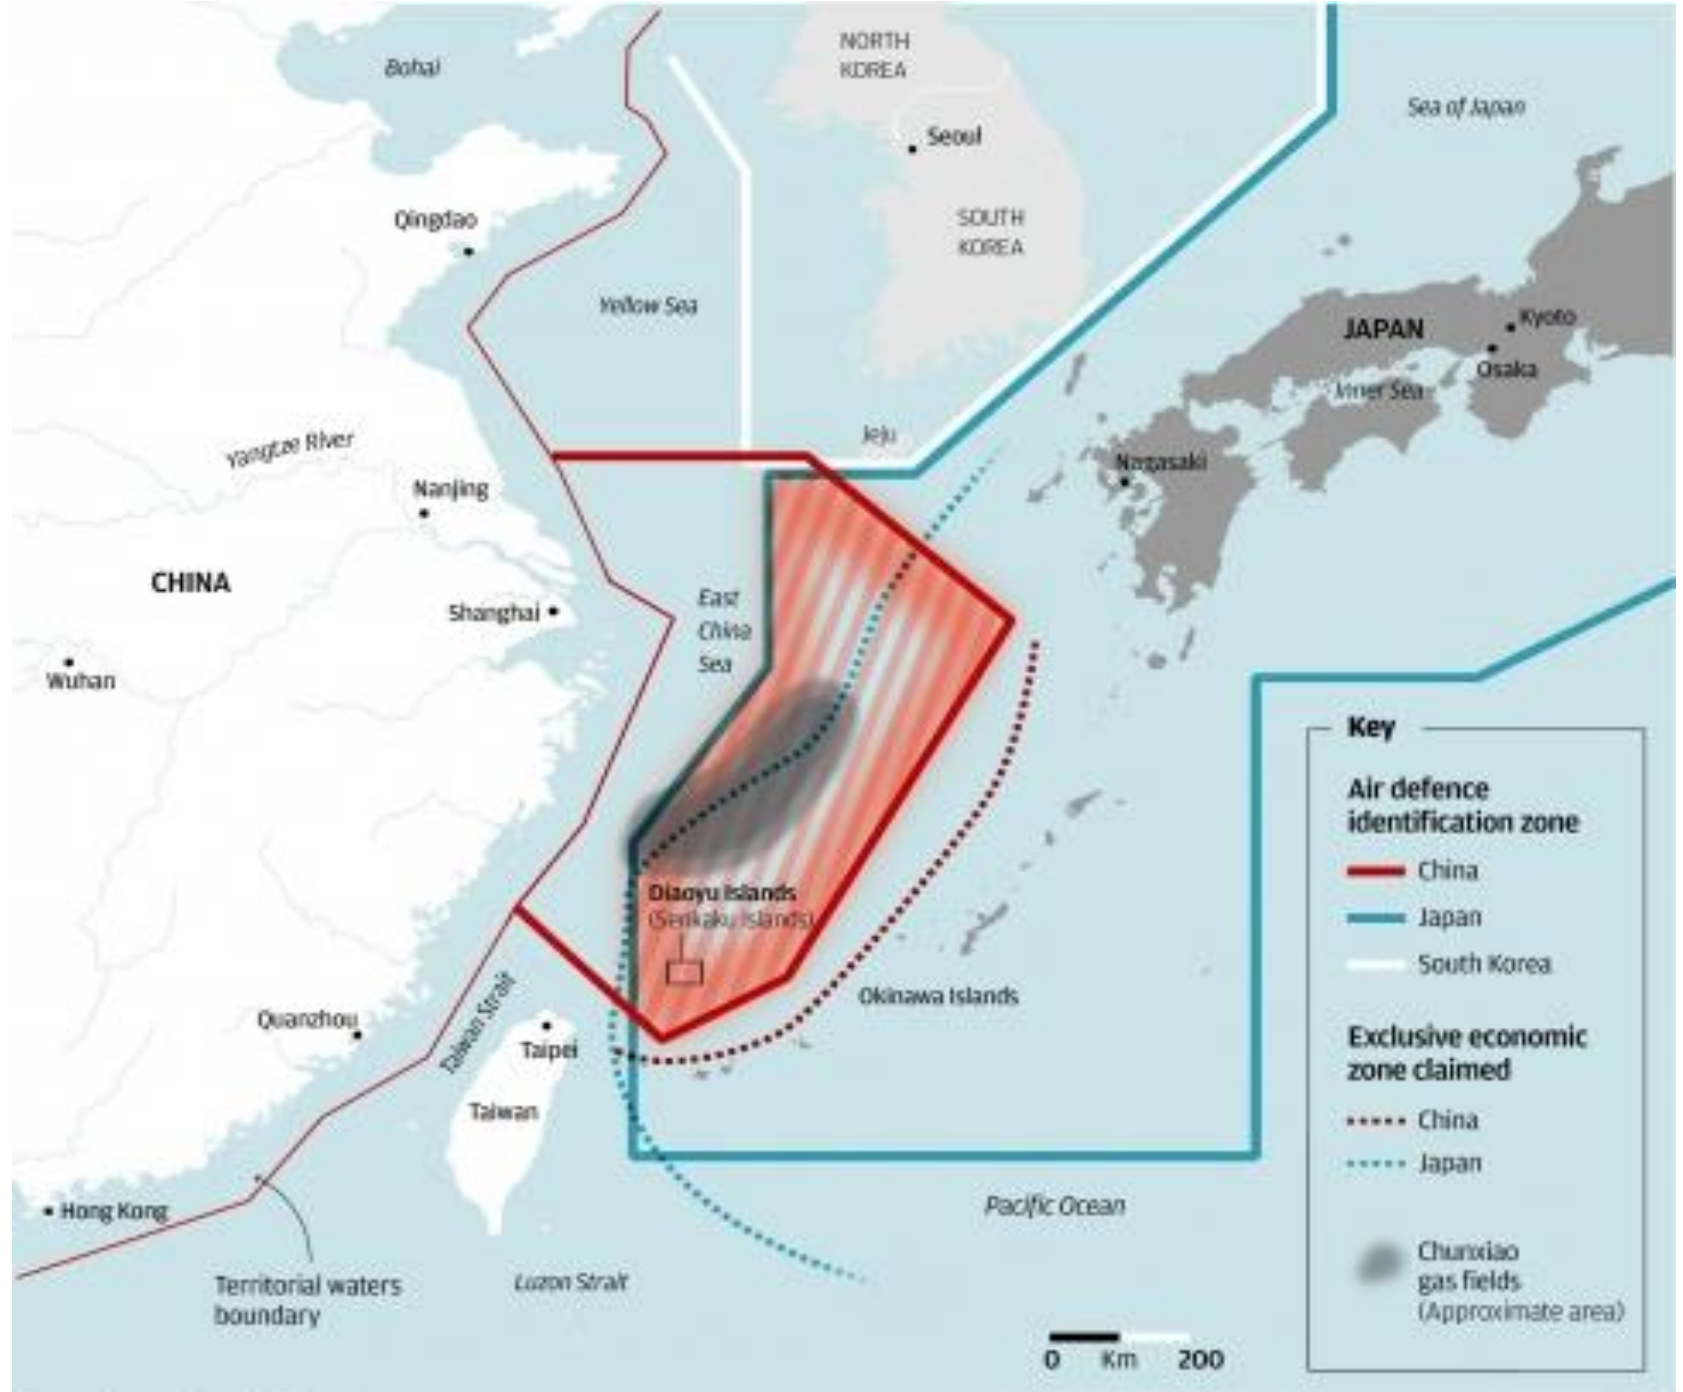 Bohai
NORTH
KOREA
Sea of Japan
Seoul
Qingdao
SOUTH
KOREA
Yellow Sea
JAPAN
Kyoto
Osaka
Inner Sea
Jeju
Yangtze River
Nagasaki
Nanjing
CHINA
East
China
Sea
Shanghai
Wuhan
Diaoyu Islands
(Senkaku Islands)
Okinawa Islands
Taiwan Strait
Quanzhou
Taipei
Taiwan
Hong Kong
Pacific Ocean
Territorial waters
boundary
Luzon Strait
0 Km 200
Key
Air defence
identification zone
China
Japan
South Korea
Exclusive economic
zone claimed
China
Japan
Chunxiao
gas fields
(Approximate area)